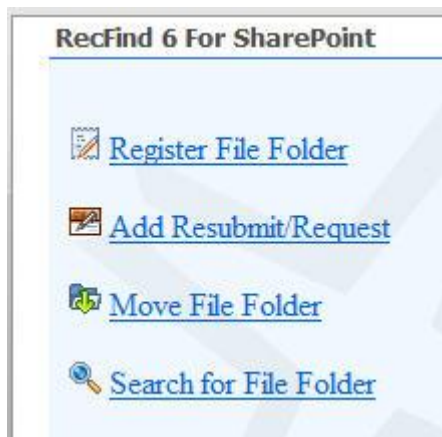 RecFind 6 For SharePoint
Register File Folder
Add Resubmit/Request
Move File Folder
Search for File Folder